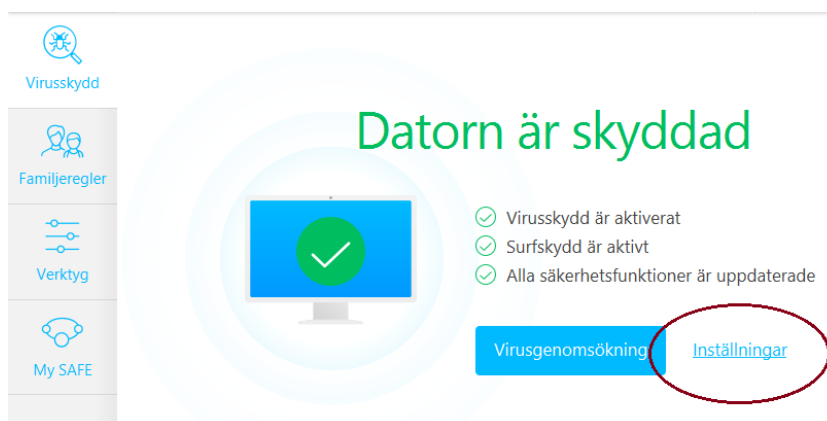 Virusskydd
Familjeregler
Verktyg
My SAFE
Datorn är skyddad
Virusskydd är aktiverat
Surfskydd är aktivt
Alla säkerhetsfunktioner är uppdaterade
Virusgenomsökning
Inställningar